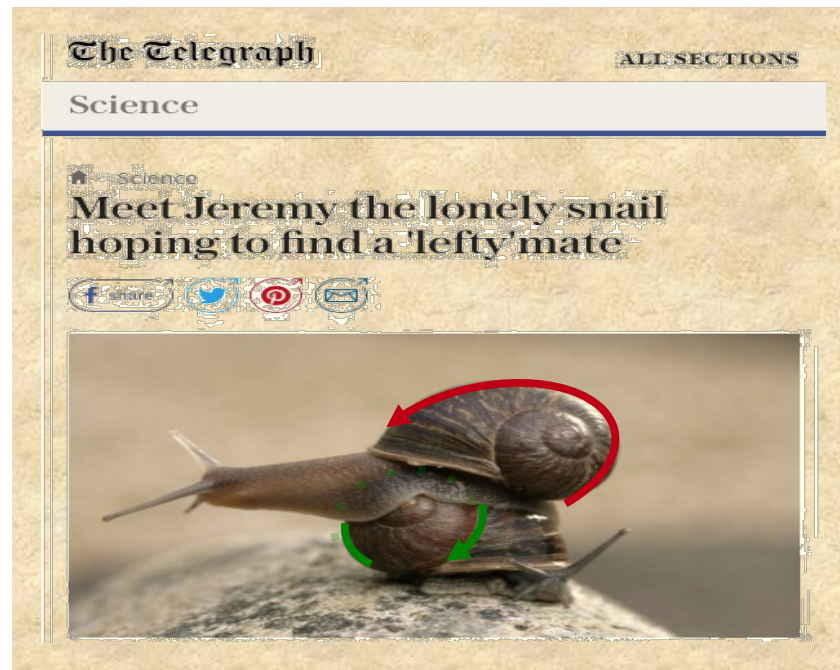 The Telegraph
ALL SECTIONS
Science
Science
Meet Jeremy the lonely snail
hoping to find a 'lefty' mate
f share